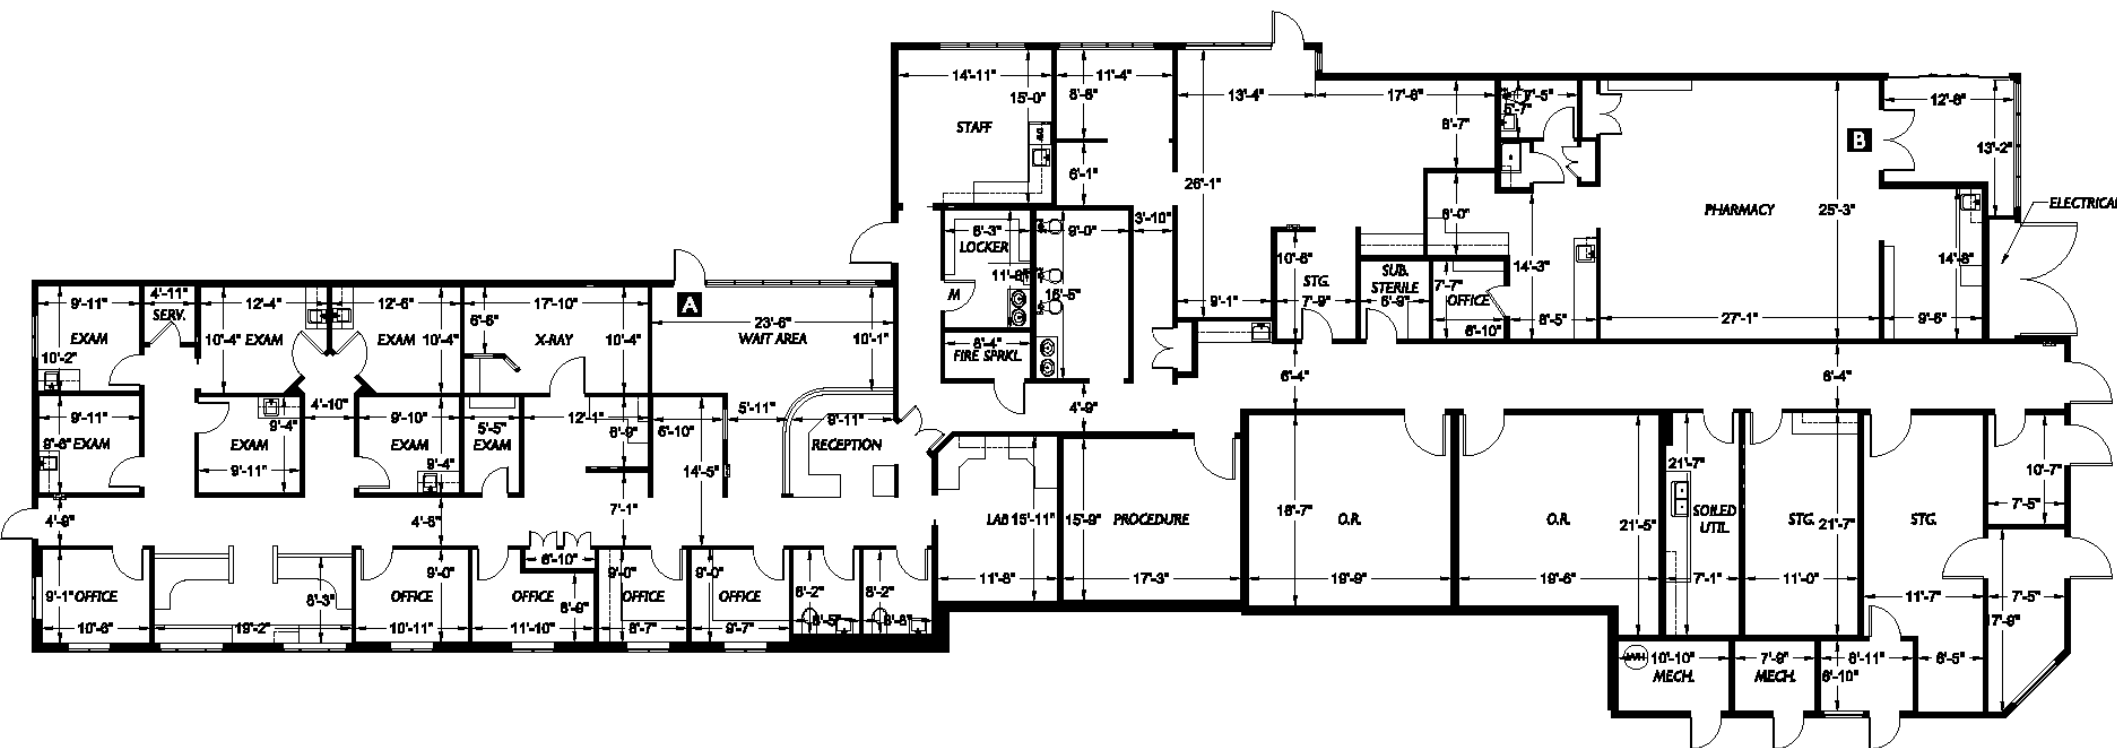 14'-11"
11'-4"
13'-4"
17'-6"
7'-5"
12'-6"
15'-0"
8'-8"
8'-7"
5'-7"
STAFF
B
13'-2"
6'-1"
26'-1"
PHARMACY
25'-3"
ELECTRICAL
3'-10"
8'-0"
6'-3"
LOCKER
9'-0"
11'-8"
16'-5"
M
10'-8"
STG.
7'-9"
SUB.
STERILE
6'-9"
7'-7"
OFFICE
6'-10"
14'-3"
8'-5"
14'-8"
9'-1"
27'-1"
9'-6"
9'-11"
4'-11"
SERV.
12'-4"
12'-6"
17'-10"
A
6'-6"
23'-6"
EXAM
10'-4"
EXAM
EXAM
10'-4"
X-RAY
10'-4"
WAIT AREA
10'-1"
8'-4"
FIRE SPRKL.
10'-2"
6'-4"
6'-4"
9'-11"
4'-10"
9'-10"
12'-1"
6'-10"
5'-11"
9'-11"
4'-9"
9'-6"
EXAM
EXAM
9'-4"
EXAM
5'-5"
EXAM
6'-9"
RECEPTION
9'-11"
9'-4"
14'-5"
21'-7"
10'-7"
4'-9"
4'-6"
7'-1"
LAB
15'-11"
15'-9"
PROCEDURE
18'-7"
O.R.
O.R.
21'-5"
SOILED
UTIL.
STG.
21'-7"
STG.
7'-5"
6'-10"
9'-1"
OFFICE
8'-3"
9'-0"
OFFICE
OFFICE
8'-9"
9'-0"
OFFICE
9'-0"
OFFICE
8'-2"
8'-2"
11'-8"
17'-3"
19'-9"
19'-6"
7'-1"
11'-0"
11'-7"
7'-5"
17'-9"
10'-6"
19'-2"
10'-11"
11'-10"
8'-7"
9'-7"
6'-5"
6'-8"
WH
10'-10"
MECH.
7'-9"
MECH.
8'-11"
6'-10"
6'-5"